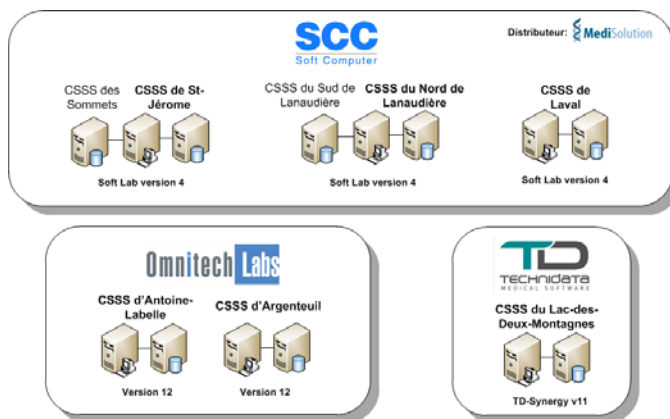 SCC
Soft Computer
Distributeur: MediSolution
CSSS des
Sommets
CSSS de St-
Jérome
CSSS du Sud de
Lanaudière
CSSS du Nord de
Lanaudière
CSSS de
Laval
Soft Lab version 4
Soft Lab version 4
Soft Lab version 4
Omnitech Labs
CSSS d'Antoine-
Labelle
CSSS d'Argenteuil
Version 12
Version 12
TD
TECHNIDATA
MEDICAL SOFTWARE
CSSS du Lac-des-
Deux-Montagnes
TD-Synergy v11